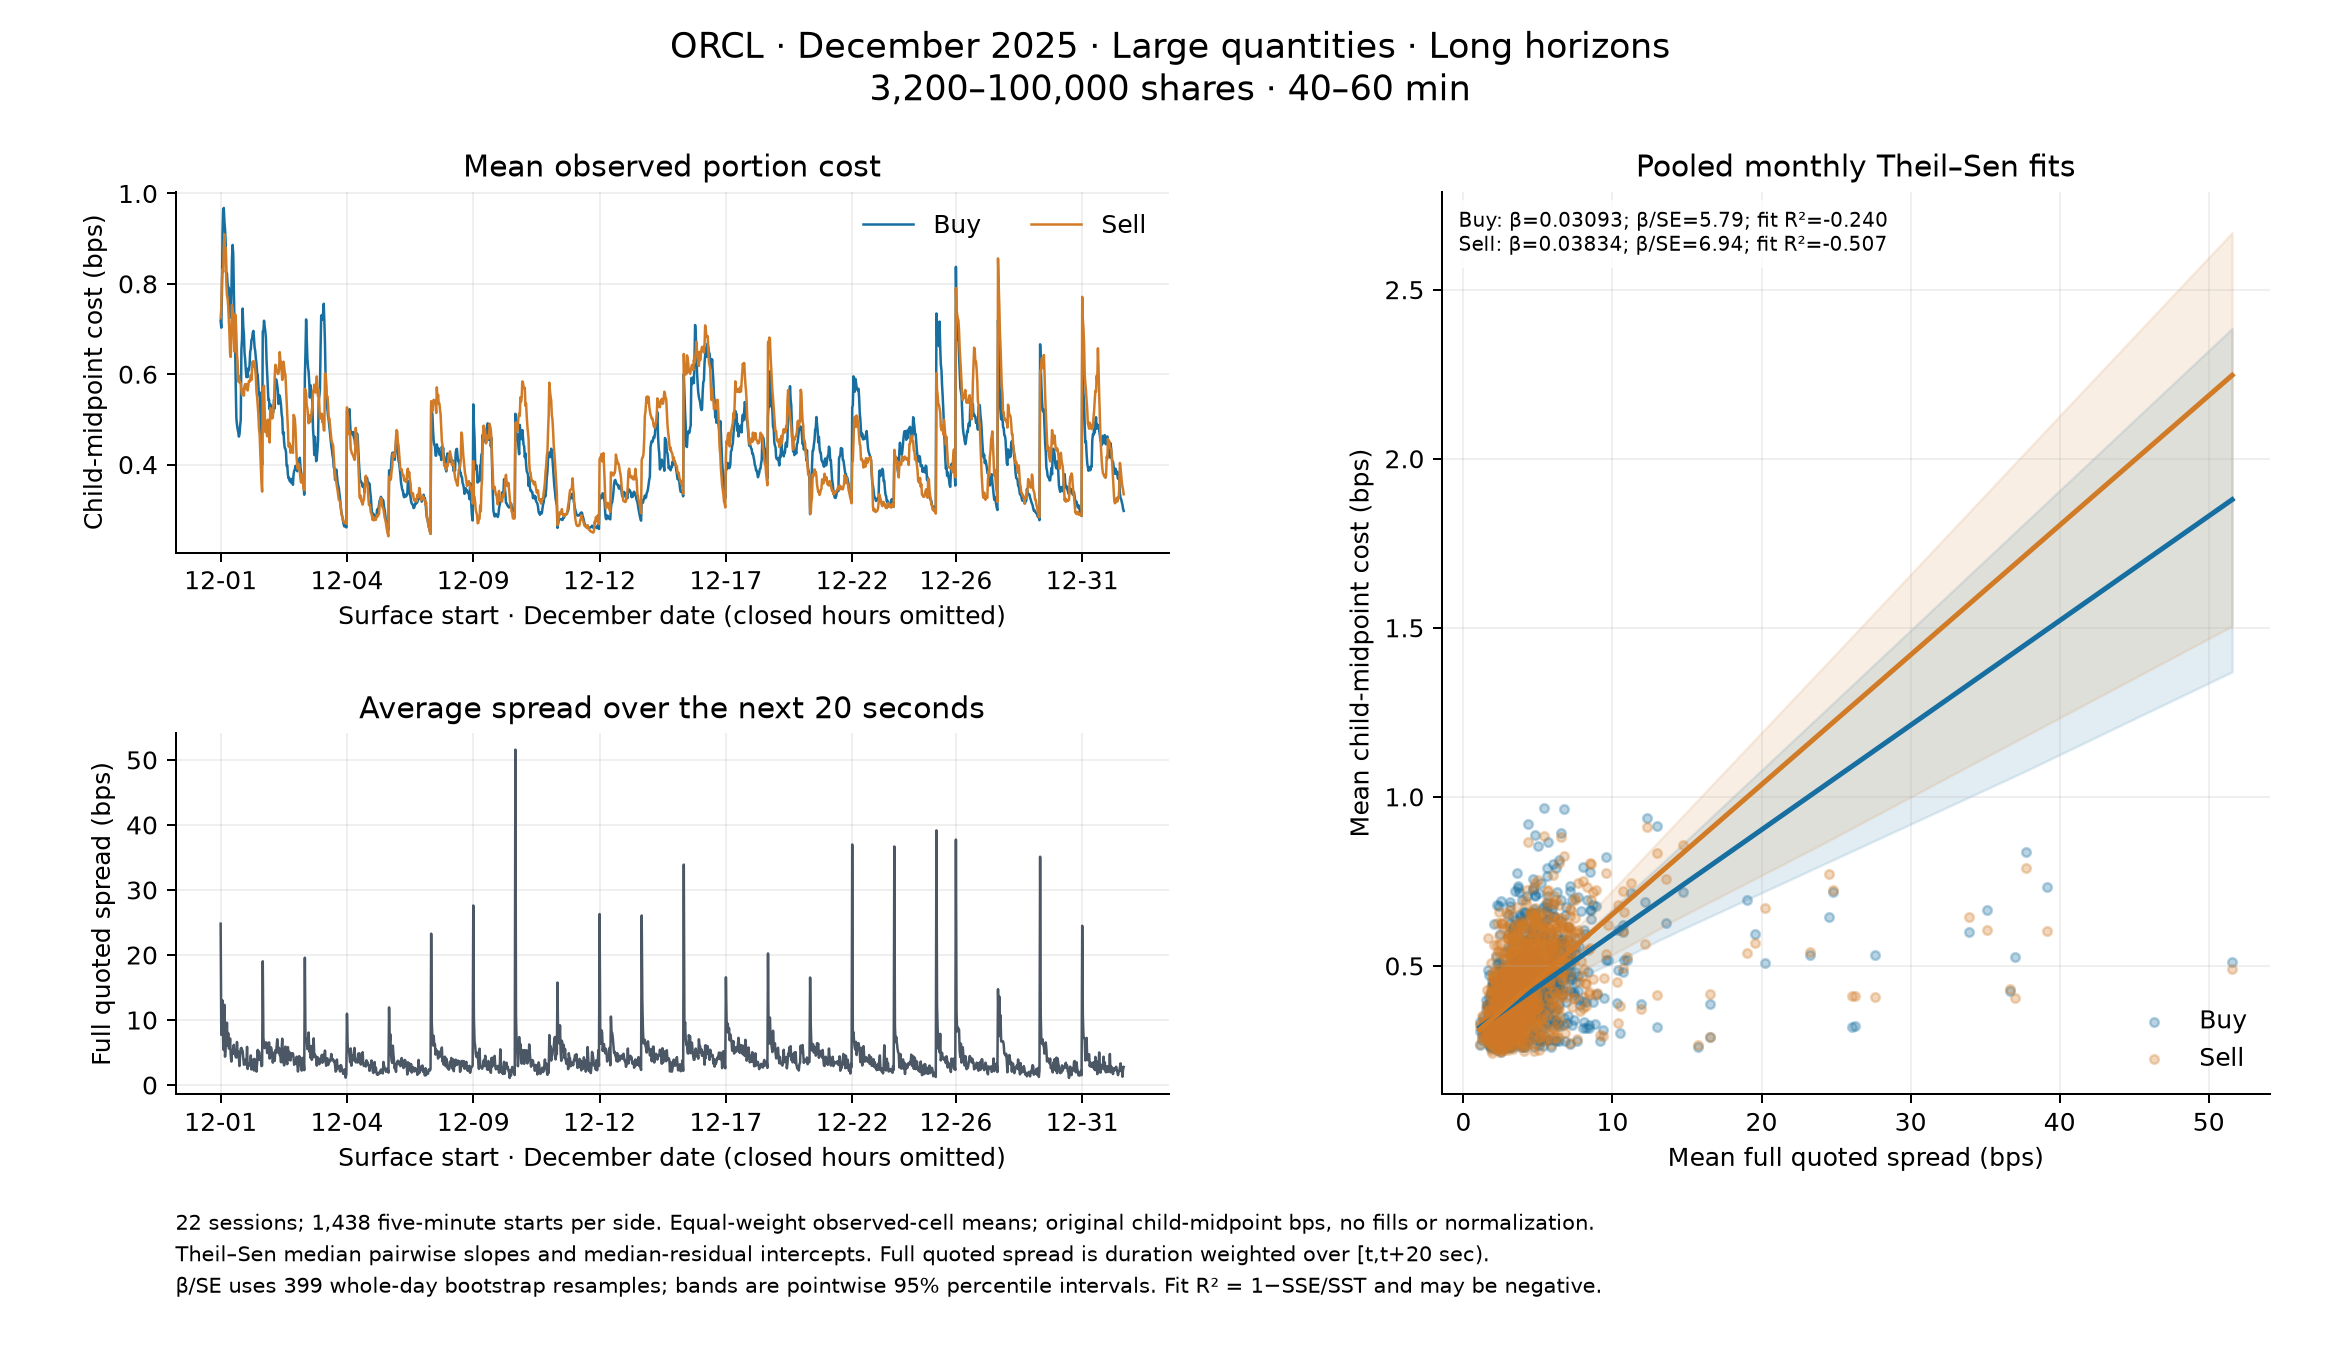 ORCL · December 2025 · Large quantities · Long horizons
3,200–100,000 shares · 40–60 min
Mean observed portion cost
Child-midpoint cost (bps)
1.0
0.8
0.6
0.4
Buy
Sell
12-01
12-04
12-09
12-12
12-17
12-22
12-26
12-31
Surface start · December date (closed hours omitted)
Average spread over the next 20 seconds
Full quoted spread (bps)
50
40
30
20
10
0
12-01
12-04
12-09
12-12
12-17
12-22
12-26
12-31
Surface start · December date (closed hours omitted)
Pooled monthly Theil–Sen fits
Buy: β=0.03093; β/SE=5.79; fit R²=-0.240
Sell: β=0.03834; β/SE=6.94; fit R²=-0.507
Mean child-midpoint cost (bps)
2.5
2.0
1.5
1.0
0.5
Buy
Sell
0
10
20
30
40
50
Mean full quoted spread (bps)
22 sessions; 1,438 five-minute starts per side. Equal-weight observed-cell means; original child-midpoint bps, no fills or normalization.
Theil–Sen median pairwise slopes and median-residual intercepts. Full quoted spread is duration weighted over [t,t+20 sec).
β/SE uses 399 whole-day bootstrap resamples; bands are pointwise 95% percentile intervals. Fit R² = 1−SSE/SST and may be negative.